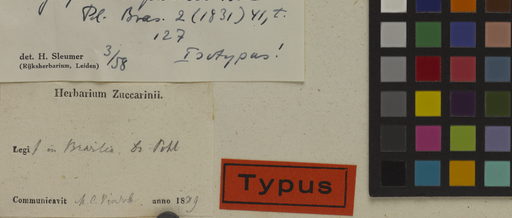 Pl. Bras. 2 (1831) 41, t.
127
det. H. Sleumer 3/58 Isotypus!
(Rijksherbarium, Leiden)
Herbarium Zuccarinii.
Legit in Brasilia Dr Pohl
Communicavit anno 1839
Typus